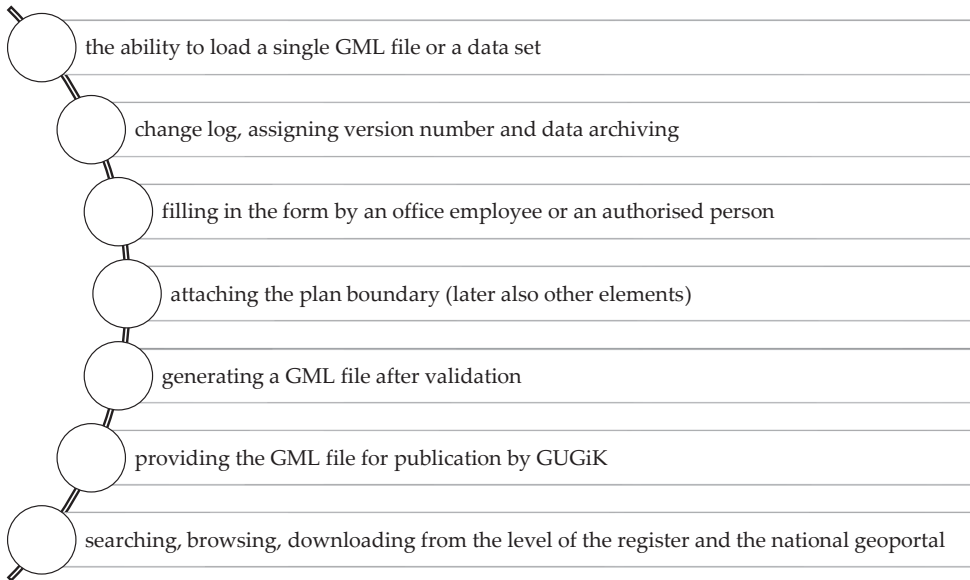 the ability to load a single GML file or a data set
change log, assigning version number and data archiving
filling in the form by an office employee or an authorised person
attaching the plan boundary (later also other elements)
generating a GML file after validation
providing the GML file for publication by GUGiK
searching, browsing, downloading from the level of the register and the national geoportal